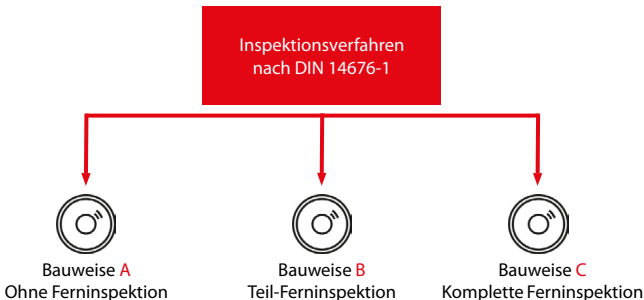 Inspektionsverfahren
nach DIN 14676-1
Bauweise A
Ohne Ferninspektion
Bauweise B
Teil-Ferninspektion
Bauweise C
Komplette Ferninspektion